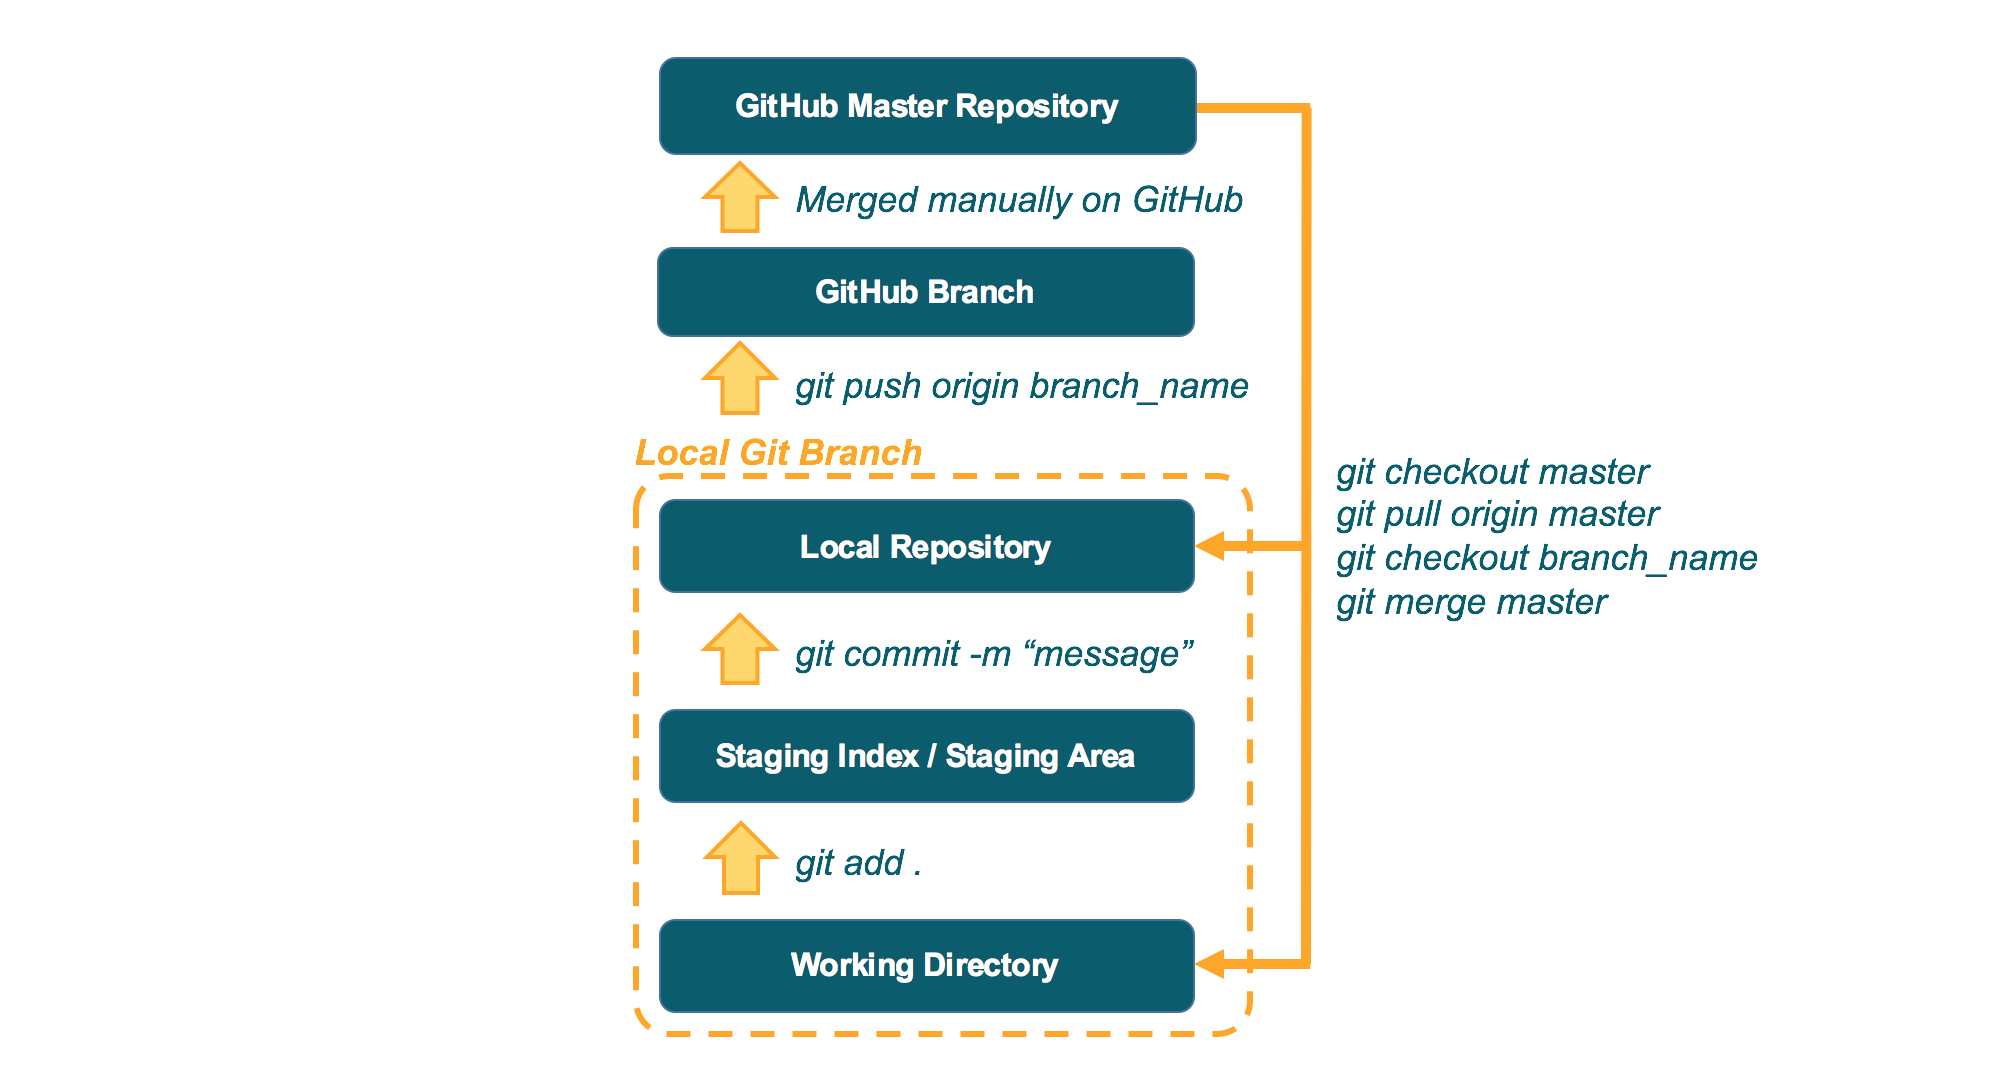 GitHub Master Repository
Merged manually on GitHub
GitHub Branch
git push origin branch_name
Local Git Branch
Local Repository
git checkout master
git pull origin master
git checkout branch_name
git merge master
git commit -m “message”
Staging Index / Staging Area
git add .
Working Directory